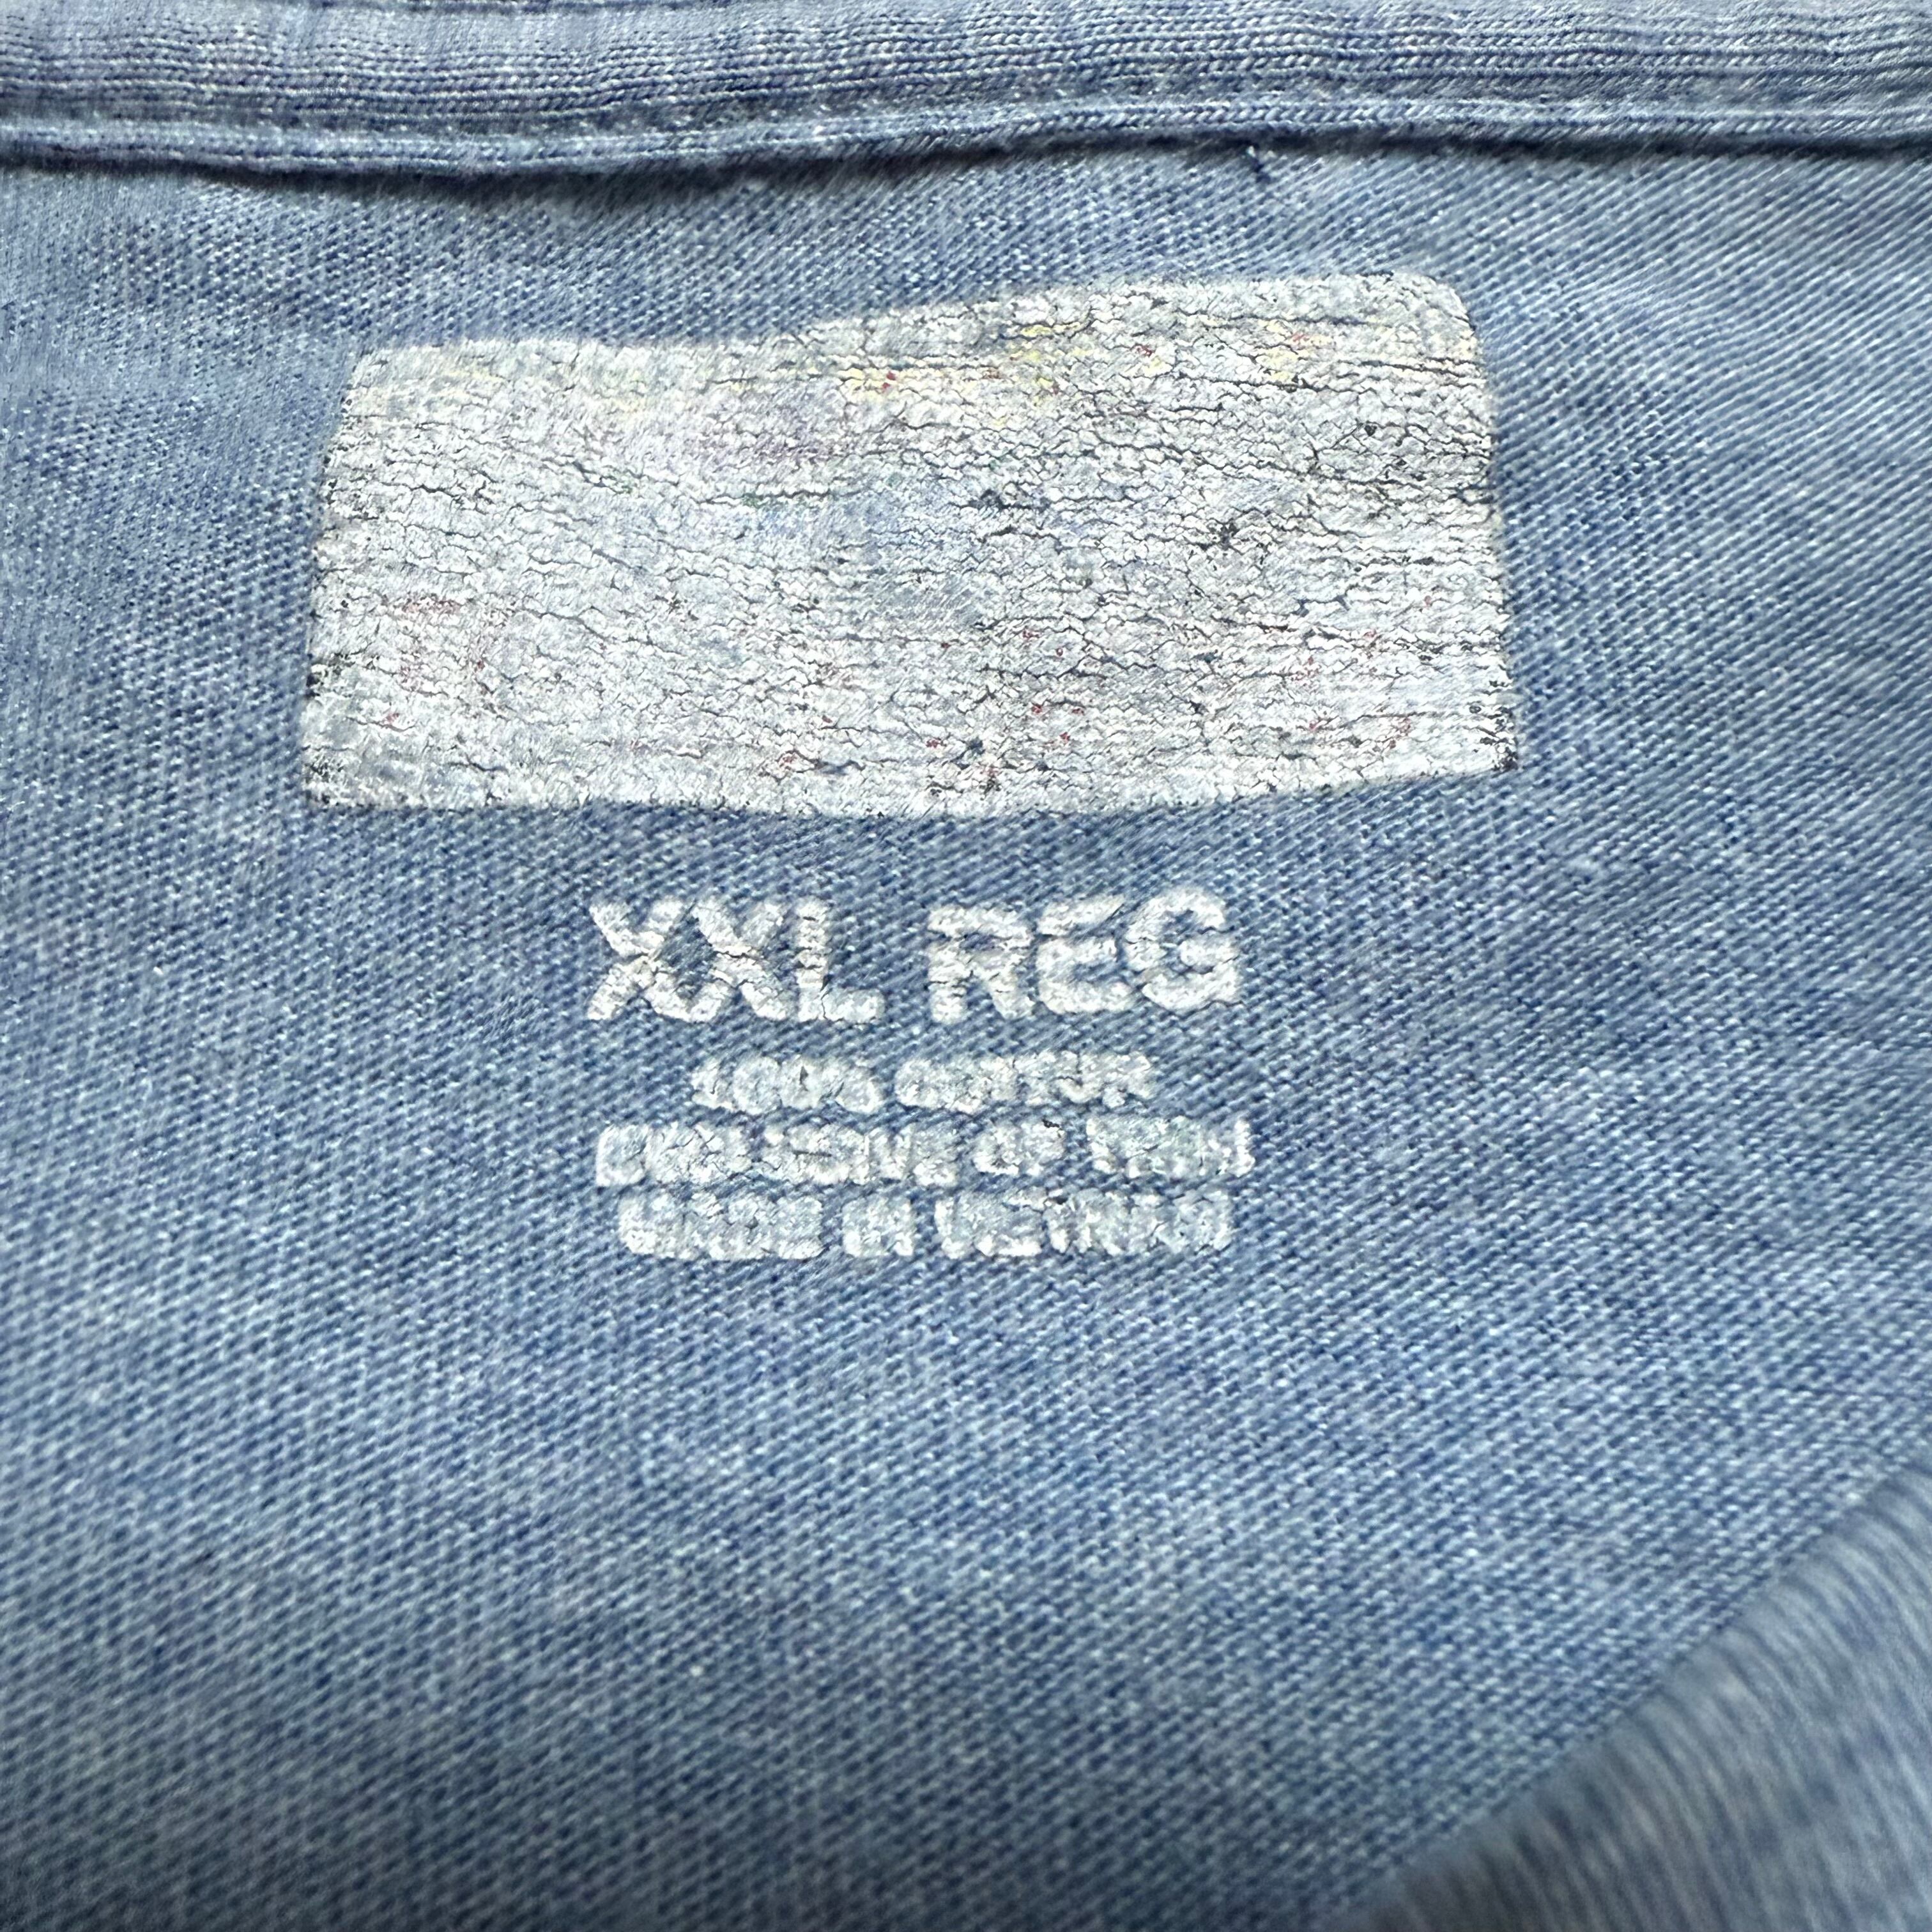 XXL REG
100% COTTON
EXCLUSIVE OF TRIM
MADE IN VIETNAM